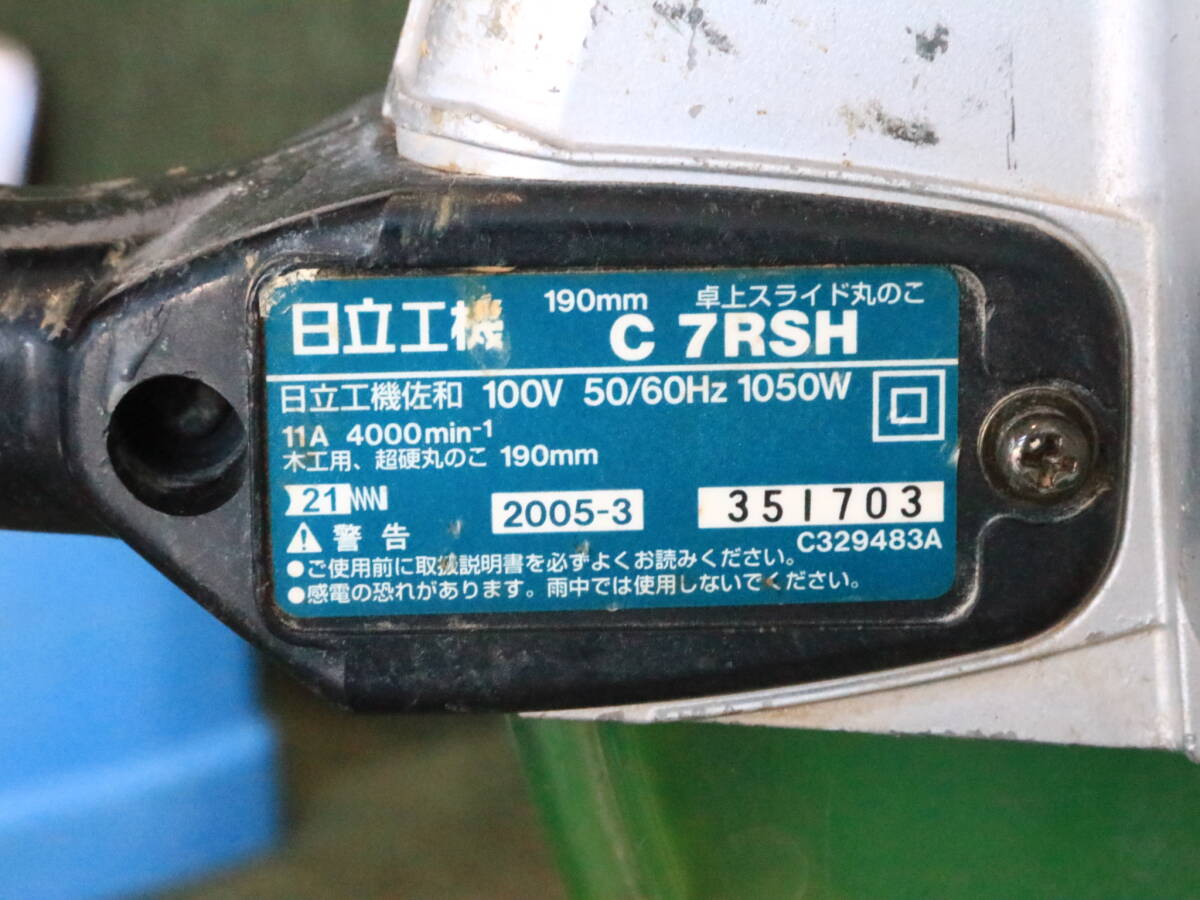 190mm 卓上スライド丸のこ
日立工機 C 7RSH
日立工機佐和 100V 50/60Hz 1050W
11A 4000min-1
木工用、超硬丸のこ 190mm
21
2005-3 351703
警告 C329483A
●ご使用前に取扱説明書を必ずよくお読みください。
●感電の恐れがあります。雨中では使用しないでください。